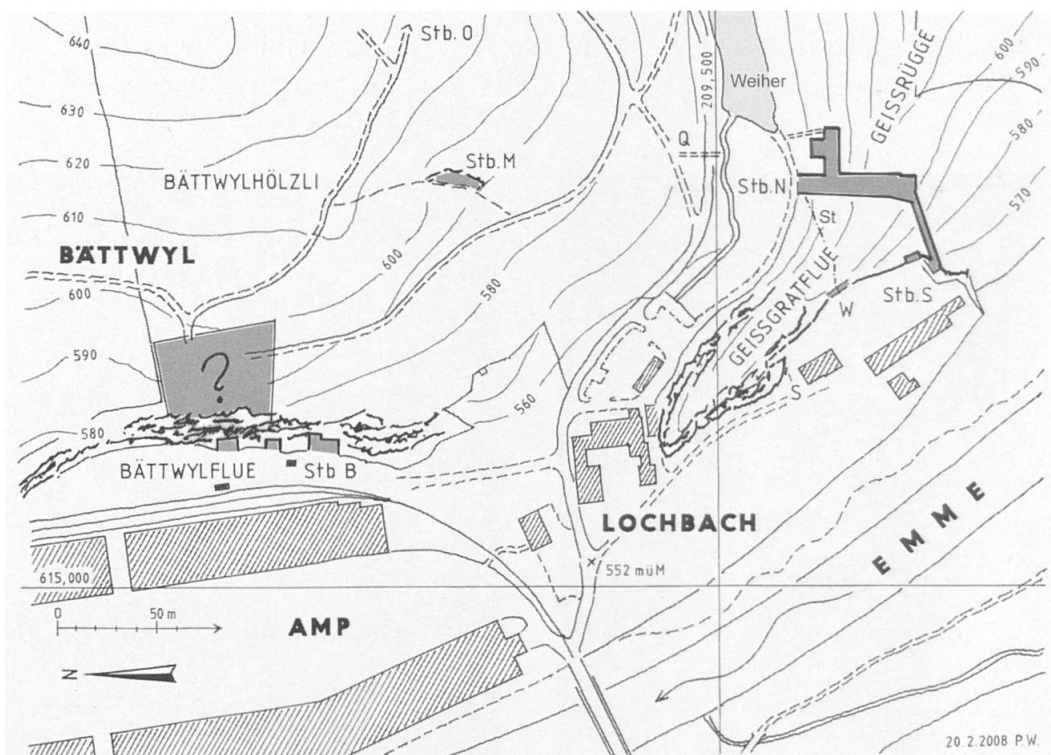 640
630
620
610
600
590
580
Stb. O
BÄTTWYLHÖLZLI
Stb. M
BÄTTWYL
600
580
?
BÄTTWYLFLUE
Stb B
560
209,500
Weiher
Q
Stb. N
St
GEISSRÜGGE
600
590
580
570
GEISSGRATFLUE
W
Stb. S
S
LOCHBACH
552 müM
EMME
615,000
0 50 m
N
AMP
20.2.2008 P.W.